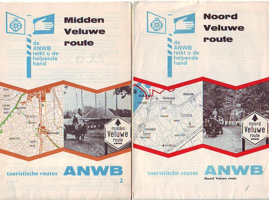 Midden
Veluwe
route
de
ANWB
reikt u de
helpende
hand
midden
Veluwe
route
toeristische routes
ANWB
Noord
Veluwe
route
de
ANWB
reikt u de
helpende
hand
noord
Veluwe
route
toeristische routes
ANWB
Noord Veluwe route